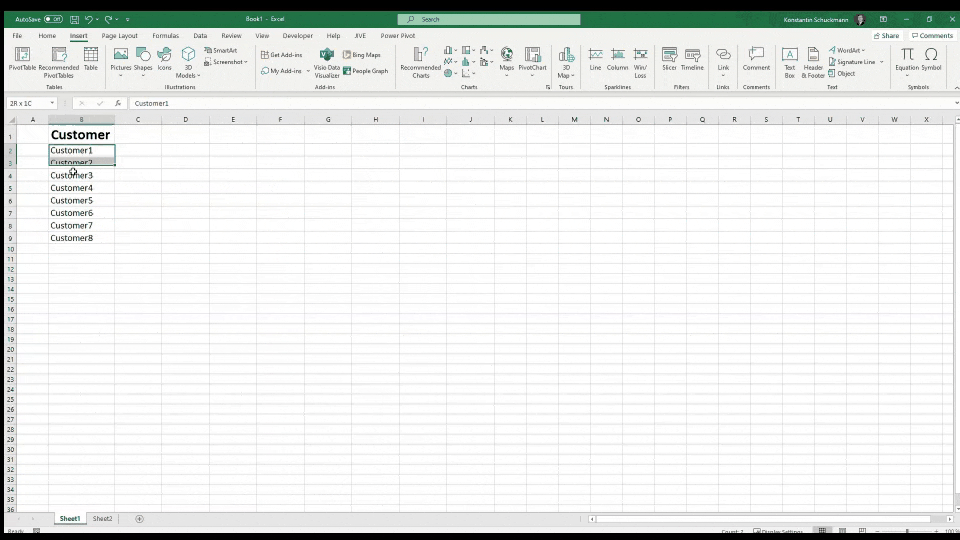 AutoSave Off Book1 - Excel Search Konstantin Schuckmann
File Home Insert Page Layout Formulas Data Review View Developer Help JIVE Power Pivot Share Comments
PivotTable Recommended PivotTables Table Pictures Shapes Icons 3D Models SmartArt Screenshot Get Add-ins My Add-ins Visio Data Visualizer Bing Maps People Graph Recommended Charts Maps PivotChart 3D Map Line Column Win/Loss Slicer Timeline Link Comment Text Box Header & Footer WordArt Signature Line Object Equation Symbol
Tables Illustrations Add-ins Charts Tours Sparklines Filters Links Comments Text Symbols
2R x 1C fx Customer1
A B C D E F G H I J K L M N O P Q R S T U V W X
1 Customer
2 Customer1
3 Customer2
4 Customer3
5 Customer4
6 Customer5
7 Customer6
8 Customer7
9 Customer8
10
11
12
13
14
15
16
17
18
19
20
21
22
23
24
25
26
27
28
29
30
31
32
33
34
35
36
Sheet1 Sheet2
Ready Count: 2 Display Settings 100%